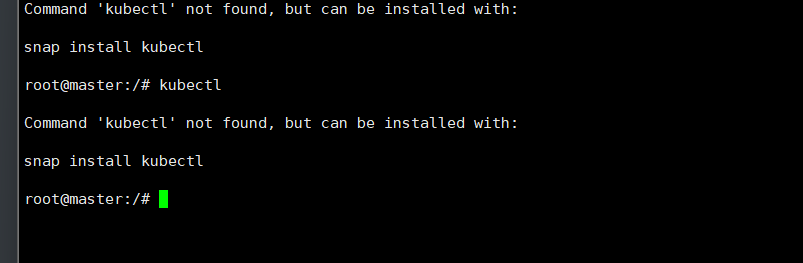 Command 'kubectl' not found, but can be installed with:
snap install kubectl
root@master:/# kubectl
Command 'kubectl' not found, but can be installed with:
snap install kubectl
root@master:/#